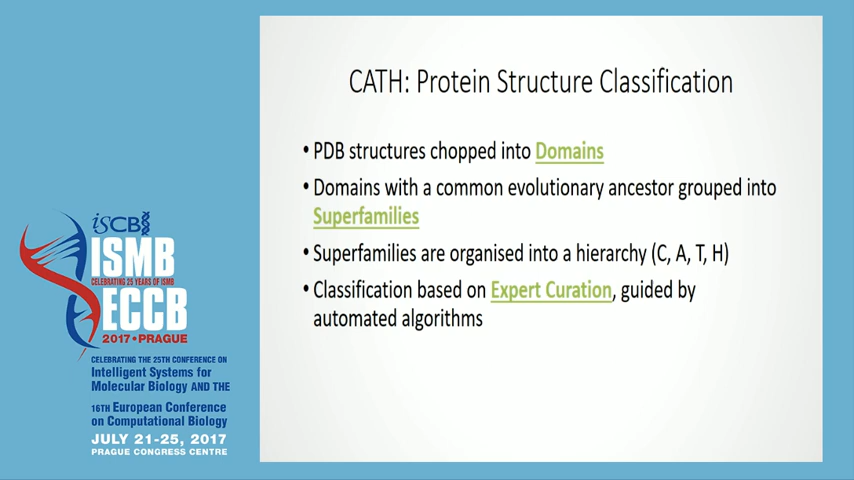 CATH: Protein Structure Classification
• PDB structures chopped into Domains
• Domains with a common evolutionary ancestor grouped into
Superfamilies
• Superfamilies are organised into a hierarchy (C, A, T, H)
• Classification based on Expert Curation, guided by
automated algorithms
iSCB
ISMB
CELEBRATING 25 YEARS OF ISMB
ECCB
2017 • PRAGUE
CELEBRATING THE 25TH CONFERENCE ON
Intelligent Systems for
Molecular Biology AND THE
16TH European Conference
on Computational Biology
JULY 21-25, 2017
PRAGUE CONGRESS CENTRE